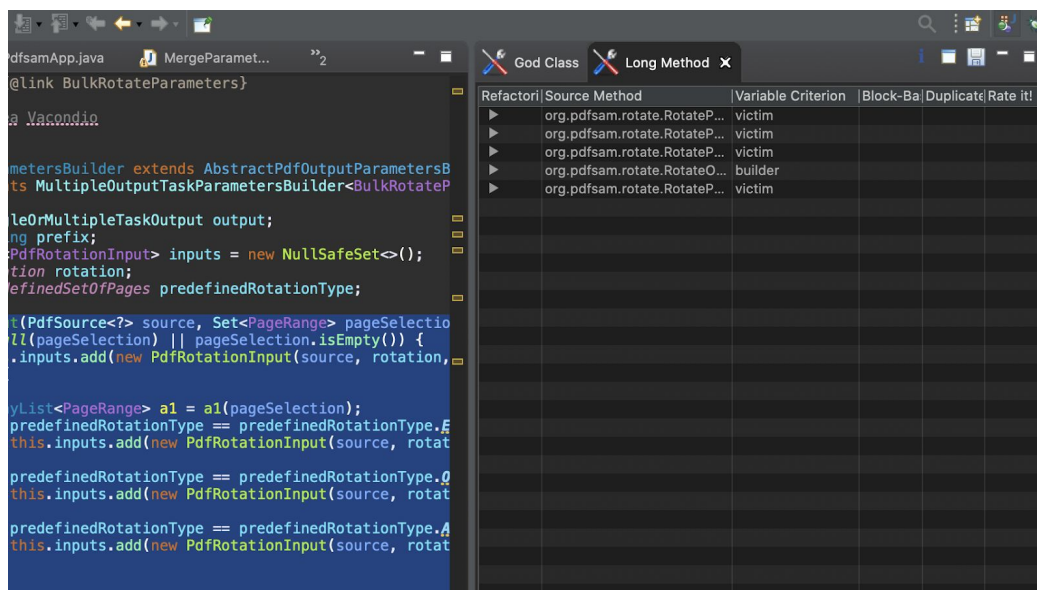 PdfsamApp.java
MergeParamet...
»2
God Class
Long Method
@link BulkRotateParameters}
a Vacondio
metersBuilder extends AbstractPdfOutputParametersB
ts MultipleOutputTaskParametersBuilder<BulkRotateP
leOrMultipleTaskOutput output;
ng prefix;
<PdfRotationInput> inputs = new NullSafeSet<>();
tion rotation;
efinedSetOfPages predefinedRotationType;
t(PdfSource<?> source, Set<PageRange> pageSelectio
ull(pageSelection) || pageSelection.isEmpty()) {
.inputs.add(new PdfRotationInput(source, rotation,
yList<PageRange> a1 = a1(pageSelection);
predefinedRotationType == predefinedRotationType.E
this.inputs.add(new PdfRotationInput(source, rotat
predefinedRotationType == predefinedRotationType.O
this.inputs.add(new PdfRotationInput(source, rotat
predefinedRotationType == predefinedRotationType.A
this.inputs.add(new PdfRotationInput(source, rotat
Refactori Source Method Variable Criterion Block-Ba Duplicate Rate it!
org.pdfsam.rotate.RotateP... victim
org.pdfsam.rotate.RotateP... victim
org.pdfsam.rotate.RotateP... victim
org.pdfsam.rotate.RotateO... builder
org.pdfsam.rotate.RotateP... victim